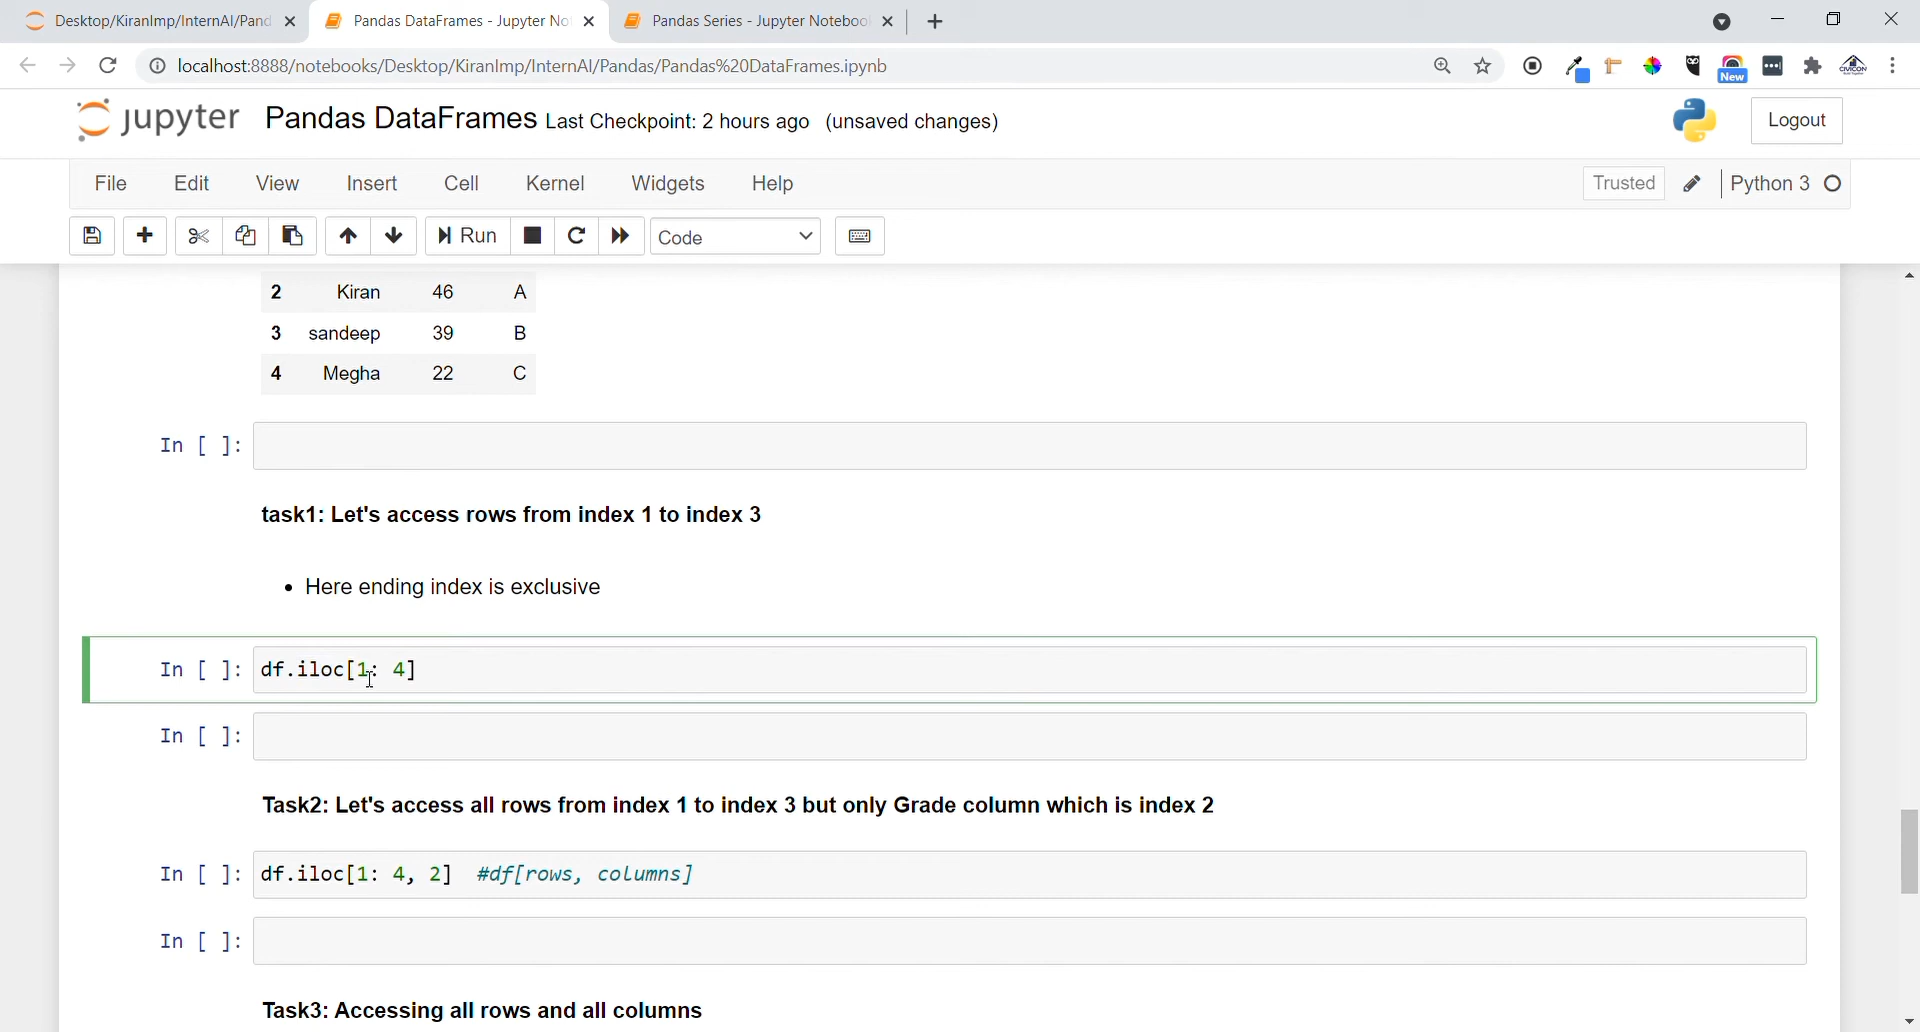 Desktop/KiranImp/InternAI/Pand
Pandas DataFrames - Jupyter No
Pandas Series - Jupyter Noteboo
localhost:8888/notebooks/Desktop/KiranImp/InternAI/Pandas/Pandas%20DataFrames.ipynb
New
CIVICON
jupyter Pandas DataFrames Last Checkpoint: 2 hours ago (unsaved changes)
Logout
File Edit View Insert Cell Kernel Widgets Help
Trusted Python 3
Run Code
2 Kiran 46 A
3 sandeep 39 B
4 Megha 22 C
In [ ]:
task1: Let's access rows from index 1 to index 3
• Here ending index is exclusive
In [ ]: df.iloc[1: 4]
In [ ]:
Task2: Let's access all rows from index 1 to index 3 but only Grade column which is index 2
In [ ]: df.iloc[1: 4, 2] #df[rows, columns]
In [ ]:
Task3: Accessing all rows and all columns